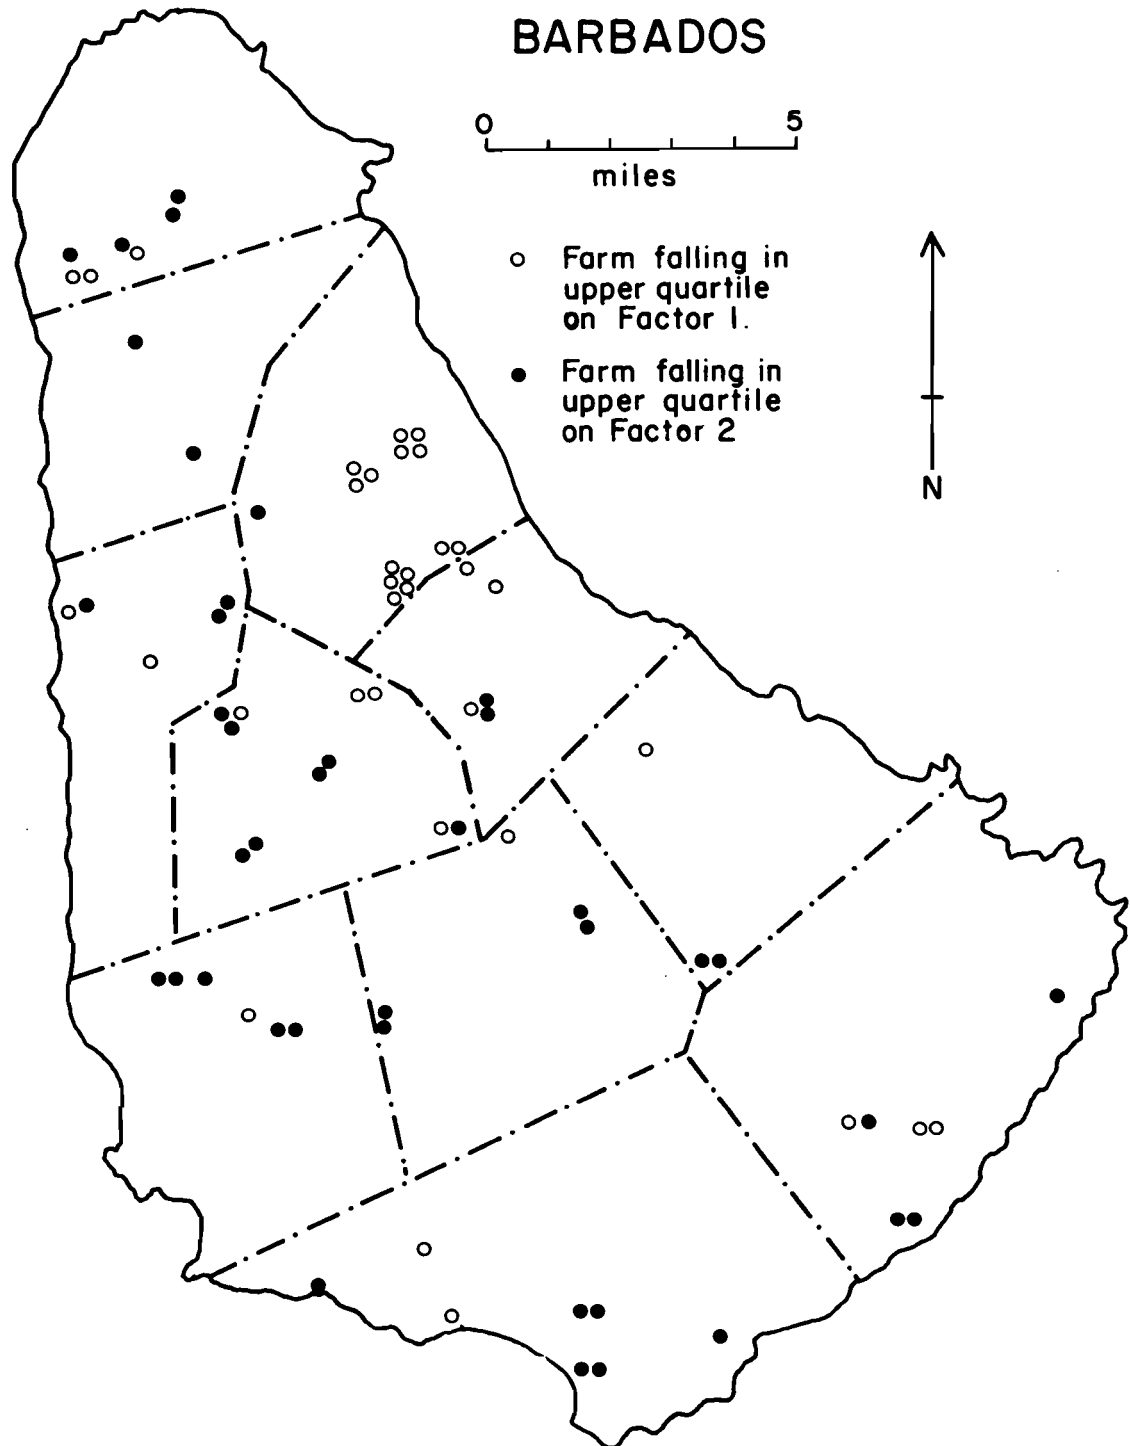 BARBADOS
0 5
miles
Farm falling in
upper quartile
on Factor 1.
Farm falling in
upper quartile
on Factor 2
N